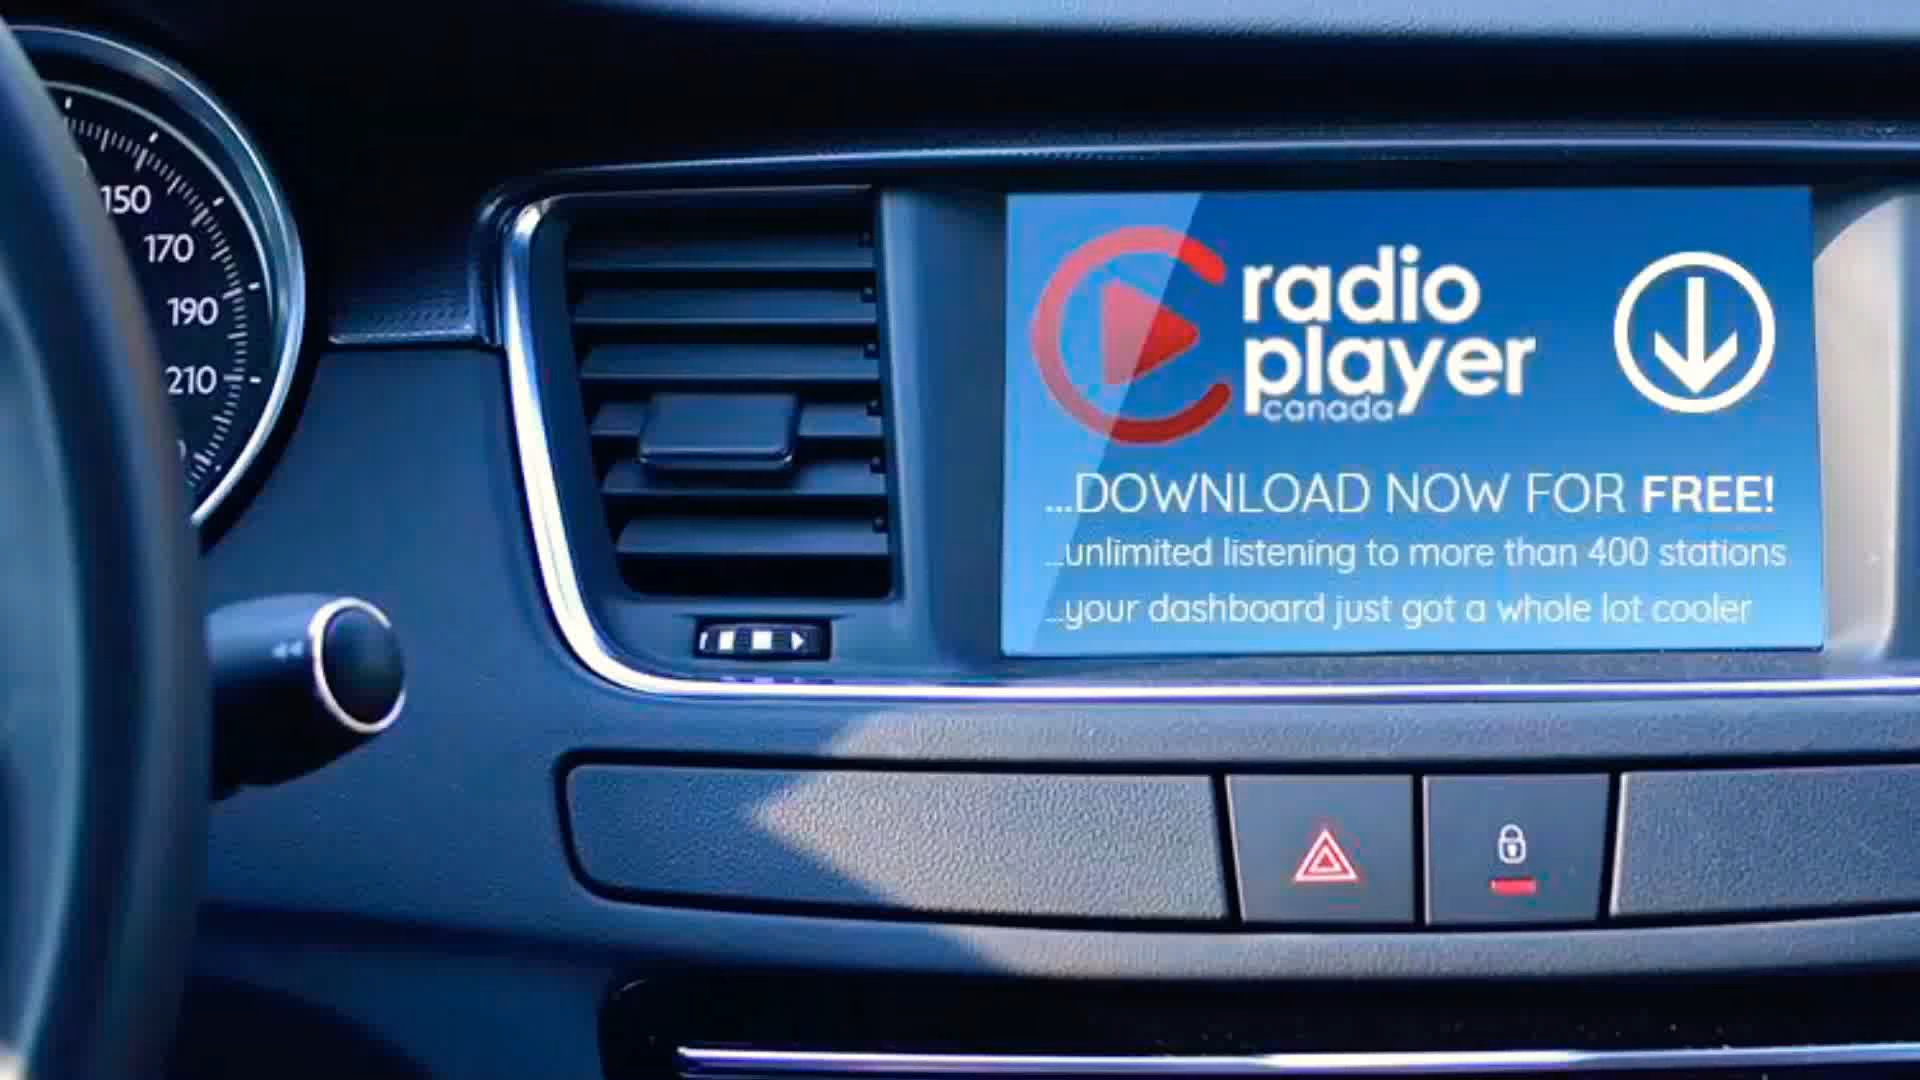 150
170
190
210
radio
player
canada
...DOWNLOAD NOW FOR FREE!
...unlimited listening to more than 400 stations
...your dashboard just got a whole lot cooler